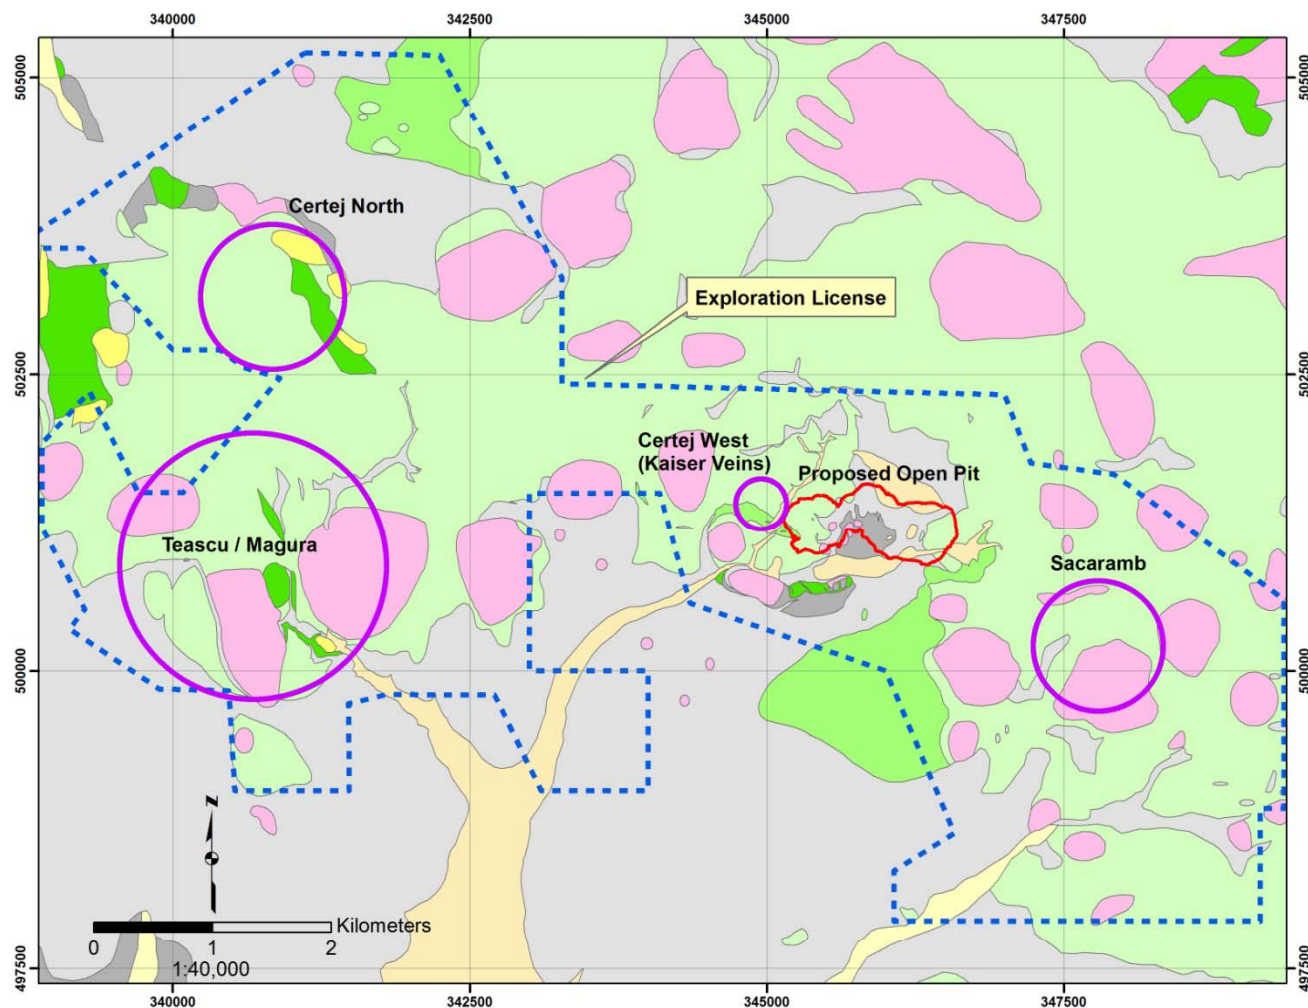 340000
342500
345000
347500
505000
505000
Certej North
Exploration License
502500
502500
Certej West
(Kaiser Veins)
Proposed Open Pit
Teascu / Magura
Sacaramb
500000
500000
z
Kilometers
0
1
2
1:40,000
497500
497500
340000
342500
345000
347500